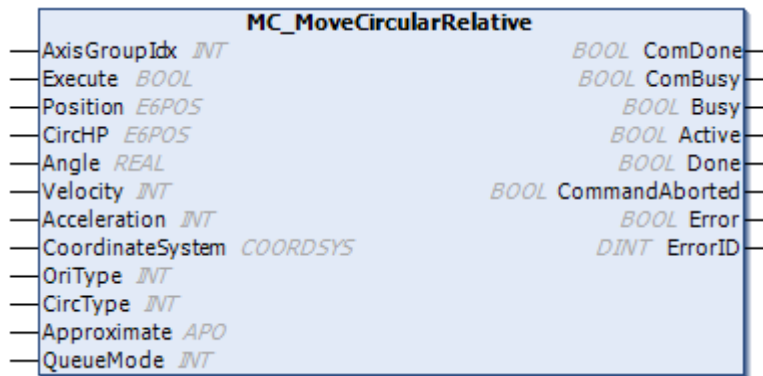 MC_MoveCircularRelative
AxisGroupIdx INT BOOL ComDone
Execute BOOL BOOL ComBusy
Position E6POS BOOL Busy
CircHP E6POS BOOL Active
Angle REAL BOOL Done
Velocity INT BOOL CommandAborted
Acceleration INT BOOL Error
CoordinateSystem COORDSYS DINT ErrorID
OriType INT
CircType INT
Approximate APO
QueueMode INT